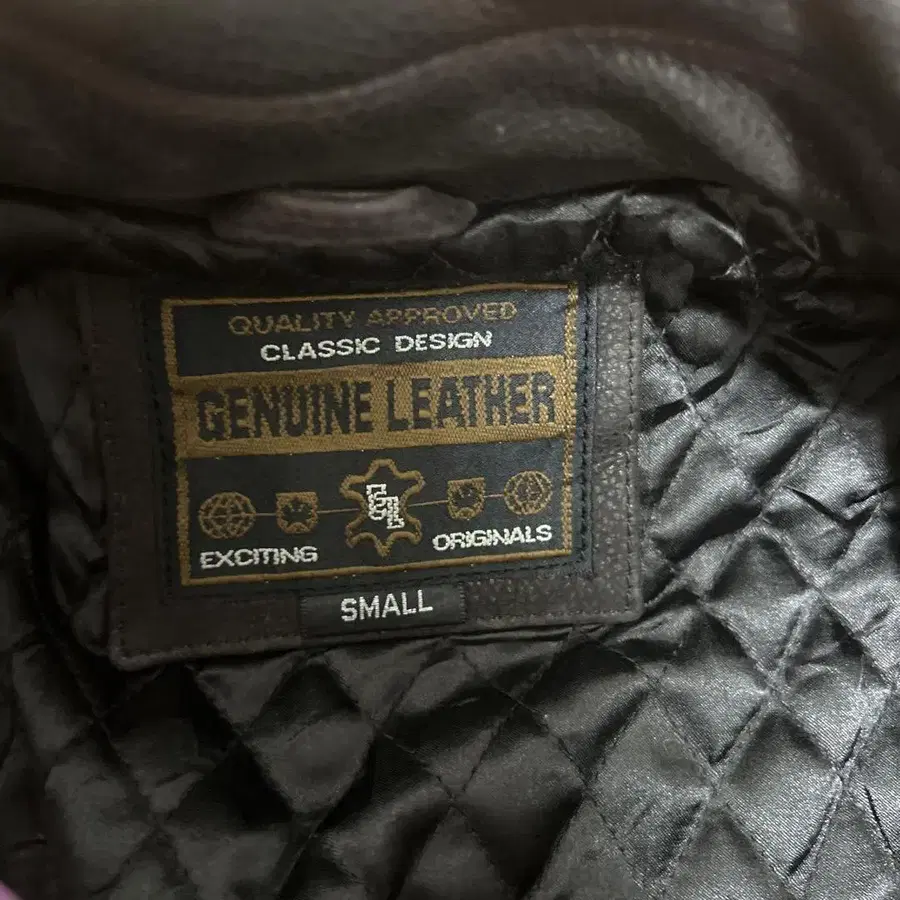 QUALITY APPROVED
CLASSIC DESIGN
GENUINE LEATHER
EXCITING ORIGINALS
SMALL